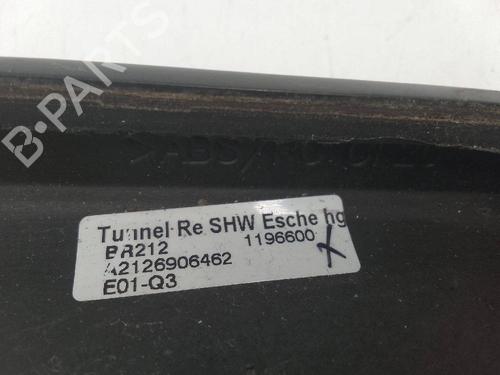 B-PARTS
Tunnel Re SHW Esche hg
BR212 1196600
A2126906462
E01-Q3